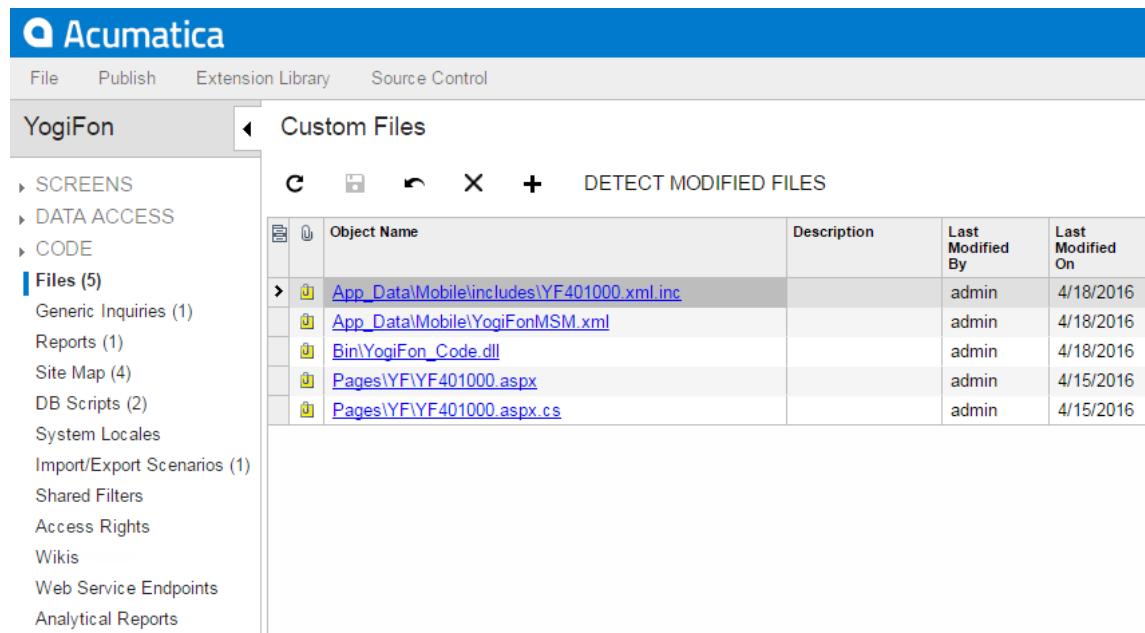 Acumatica
File Publish Extension Library Source Control
YogiFon
Custom Files
SCREENS
DATA ACCESS
CODE
Files (5)
Generic Inquiries (1)
Reports (1)
Site Map (4)
DB Scripts (2)
System Locales
Import/Export Scenarios (1)
Shared Filters
Access Rights
Wikis
Web Service Endpoints
Analytical Reports
DETECT MODIFIED FILES
Object Name Description Last Modified By Last Modified On
App_Data\Mobile\includes\YF401000.xml.inc admin 4/18/2016
App_Data\Mobile\YogiFonMSM.xml admin 4/18/2016
Bin\YogiFon_Code.dll admin 4/18/2016
Pages\YF\YF401000.aspx admin 4/15/2016
Pages\YF\YF401000.aspx.cs admin 4/15/2016